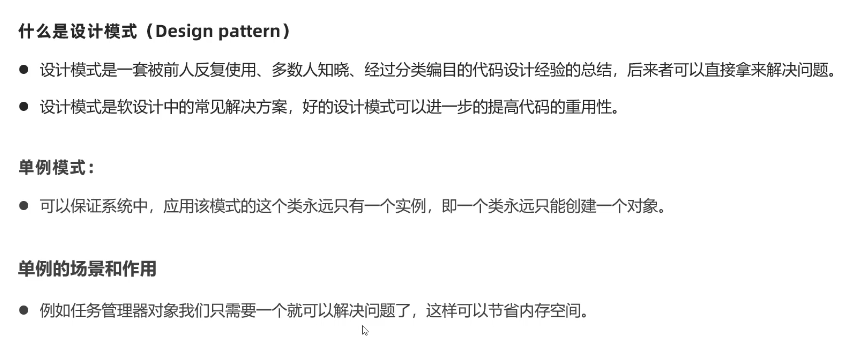 什么是设计模式（Design pattern）
● 设计模式是一套被前人反复使用、多数人知晓、经过分类编目的代码设计经验的总结，后来者可以直接拿来解决问题。
● 设计模式是软设计中的常见解决方案，好的设计模式可以进一步的提高代码的重用性。
单例模式：
● 可以保证系统中，应用该模式的这个类永远只有一个实例，即一个类永远只能创建一个对象。
单例的场景和作用
● 例如任务管理器对象我们只需要一个就可以解决问题了，这样可以节省内存空间。